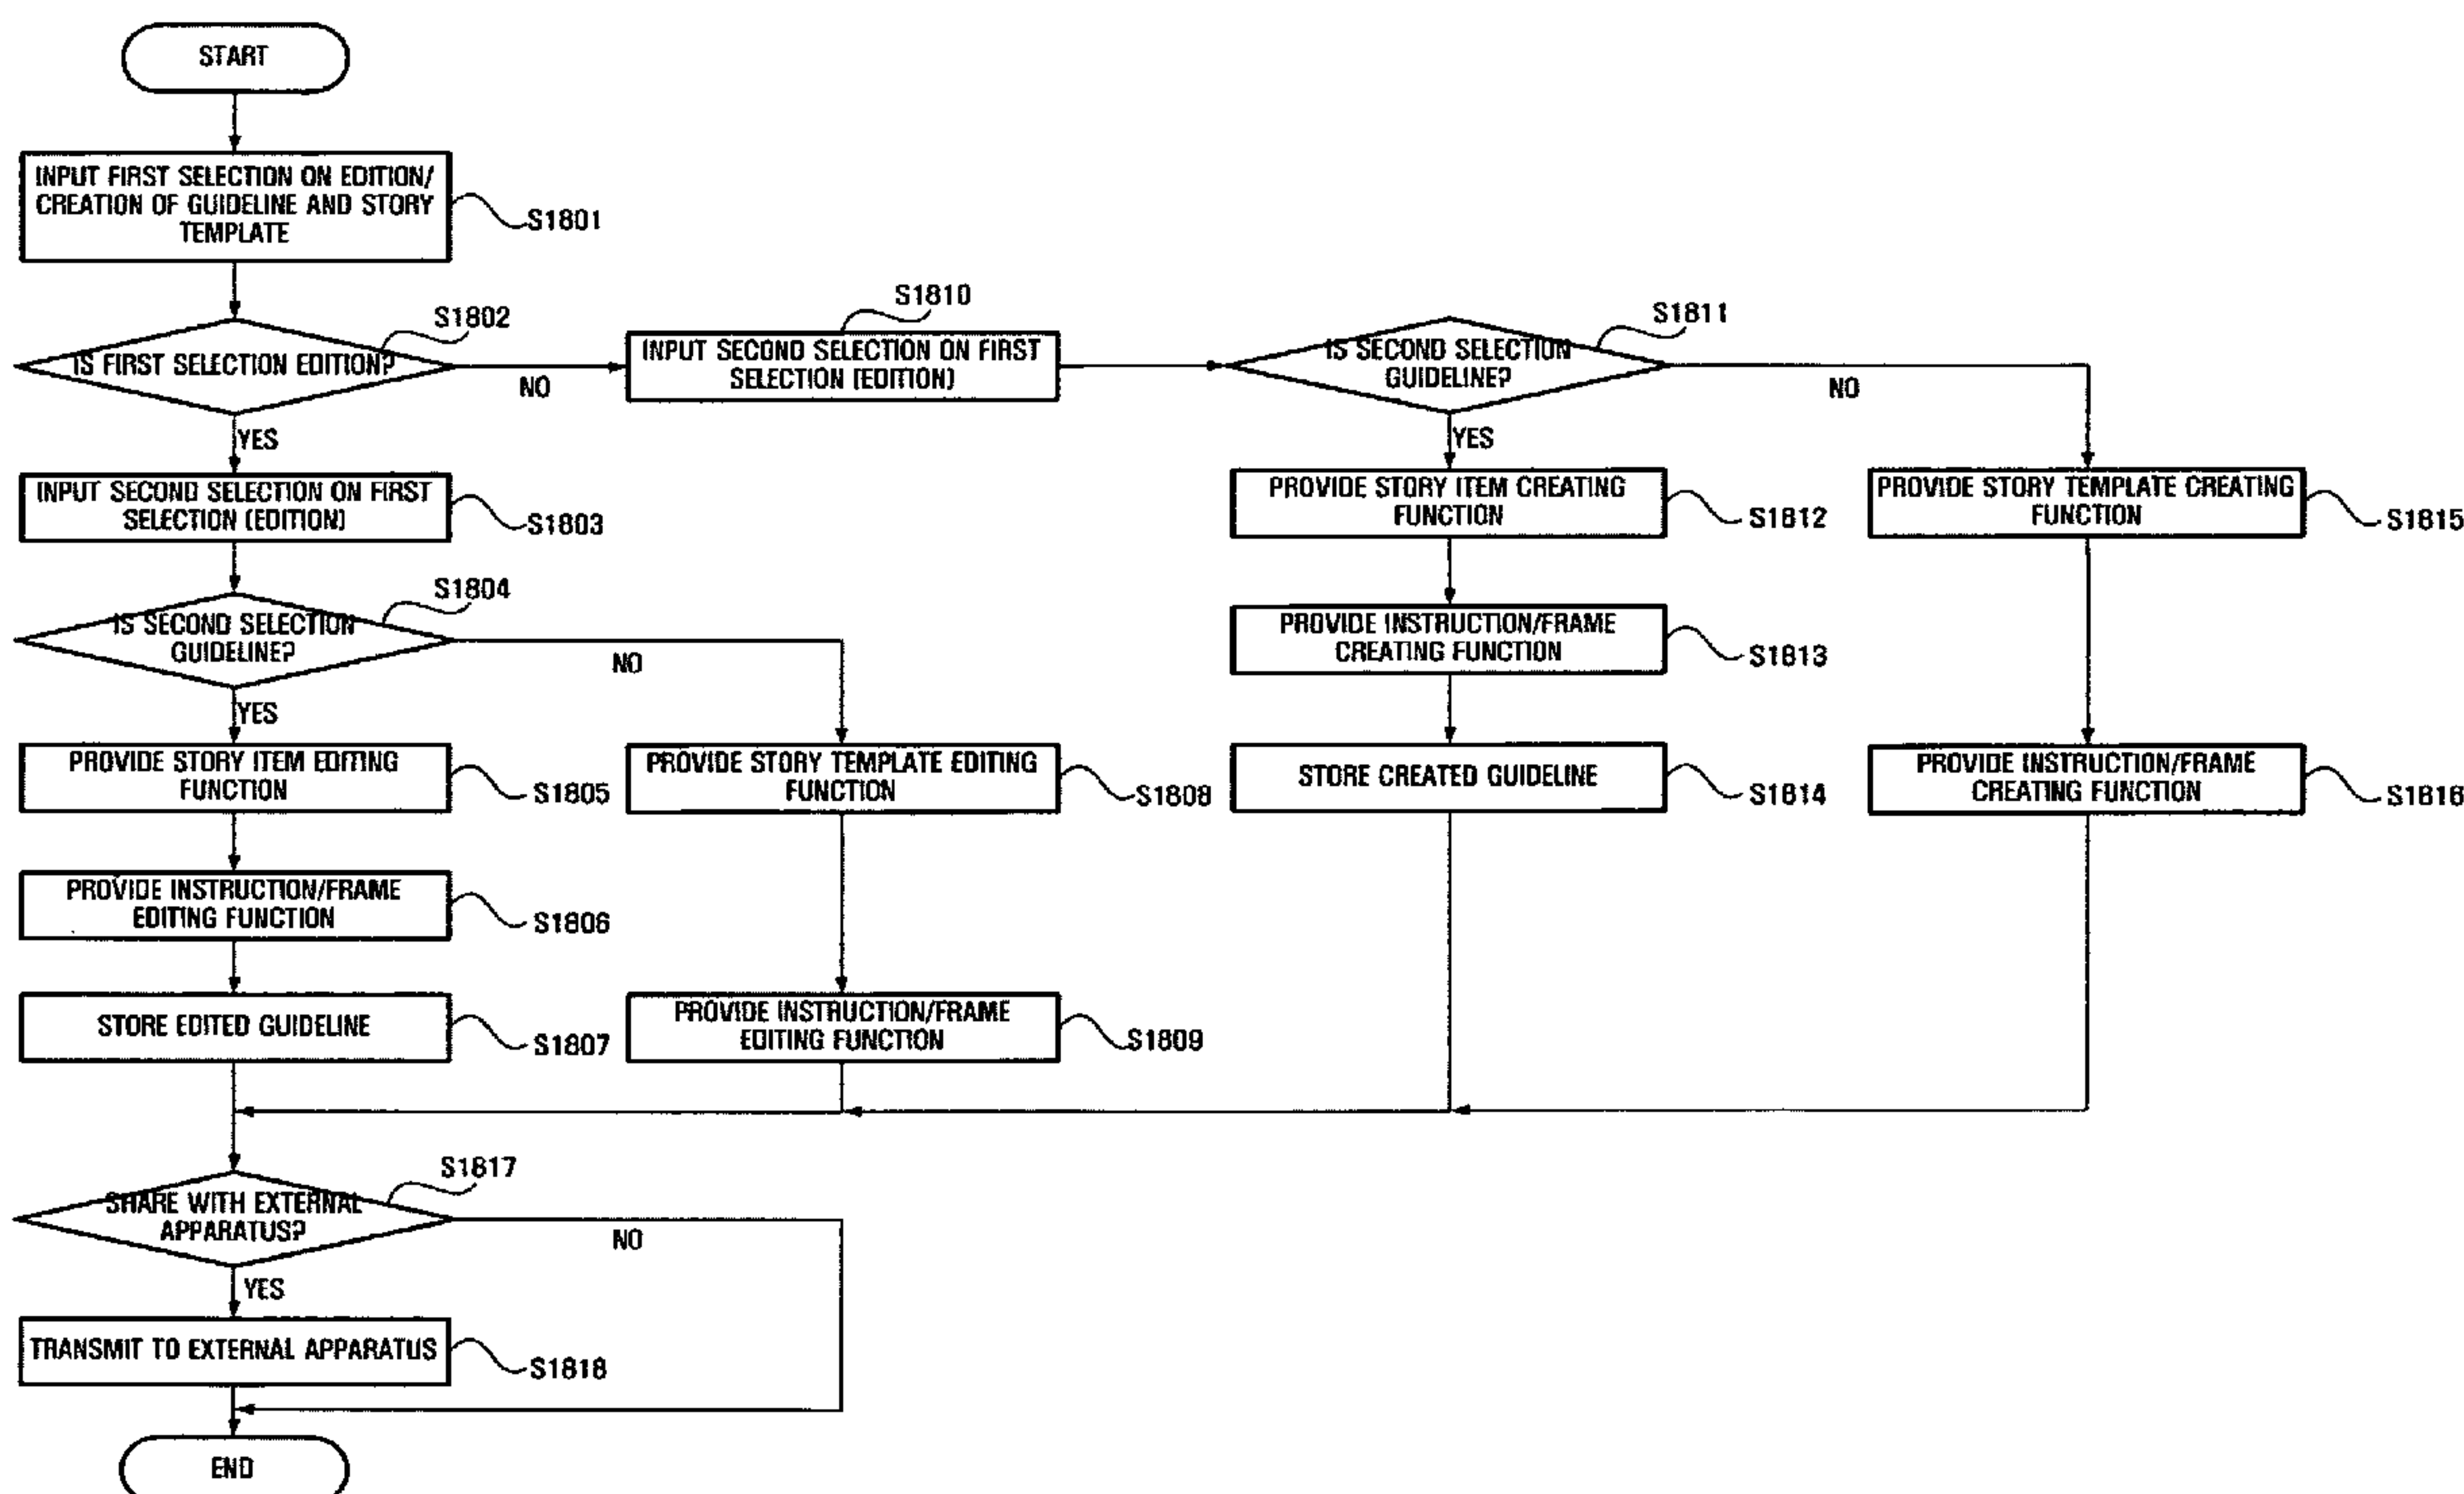 START
INPUT FIRST SELECTION ON EDITION/
CREATION OF GUIDELINE AND STORY
TEMPLATE
S1801
S1802
IS FIRST SELECTION EDITION?
NO
YES
S1810
INPUT SECOND SELECTION ON FIRST
SELECTION (EDITION)
S1811
IS SECOND SELECTION
GUIDELINE?
NO
YES
INPUT SECOND SELECTION ON FIRST
SELECTION (EDITION)
S1803
S1804
IS SECOND SELECTION
GUIDELINE?
NO
YES
PROVIDE STORY ITEM EDITING
FUNCTION
S1805
PROVIDE INSTRUCTION/FRAME
EDITING FUNCTION
S1806
STORE EDITED GUIDELINE
S1807
PROVIDE STORY TEMPLATE EDITING
FUNCTION
S1808
PROVIDE INSTRUCTION/FRAME
EDITING FUNCTION
S1809
PROVIDE STORY ITEM CREATING
FUNCTION
S1812
PROVIDE INSTRUCTION/FRAME
CREATING FUNCTION
S1813
STORE CREATED GUIDELINE
S1814
PROVIDE STORY TEMPLATE CREATING
FUNCTION
S1815
PROVIDE INSTRUCTION/FRAME
CREATING FUNCTION
S1816
S1817
SHARE WITH EXTERNAL
APPARATUS?
NO
YES
TRANSMIT TO EXTERNAL APPARATUS
S1818
END